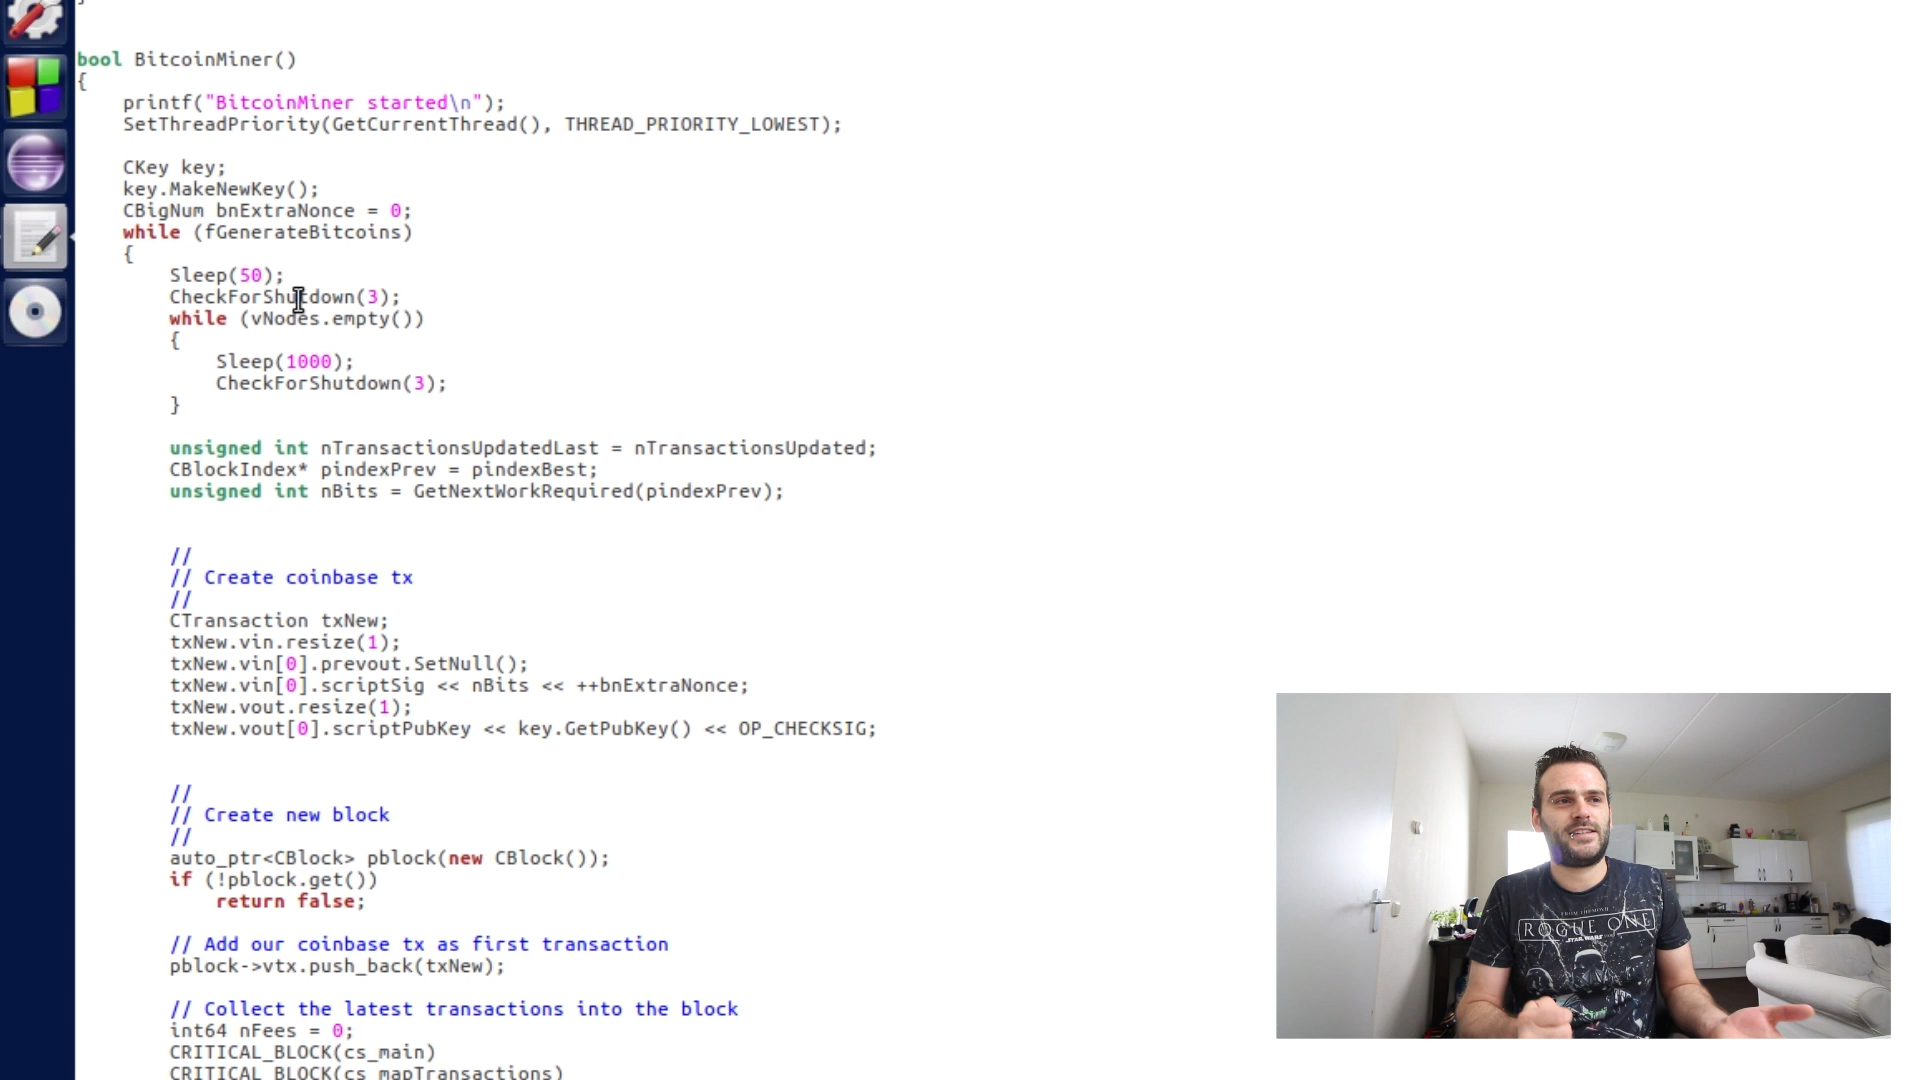 }
bool BitcoinMiner()
{
printf("BitcoinMiner started\n");
SetThreadPriority(GetCurrentThread(), THREAD_PRIORITY_LOWEST);
CKey key;
key.MakeNewKey();
CBigNum bnExtraNonce = 0;
while (fGenerateBitcoins)
{
Sleep(50);
CheckForShutdown(3);
while (vNodes.empty())
{
Sleep(1000);
CheckForShutdown(3);
}
unsigned int nTransactionsUpdatedLast = nTransactionsUpdated;
CBlockIndex* pindexPrev = pindexBest;
unsigned int nBits = GetNextWorkRequired(pindexPrev);
//
// Create coinbase tx
//
CTransaction txNew;
txNew.vin.resize(1);
txNew.vin[0].prevout.SetNull();
txNew.vin[0].scriptSig << nBits << ++bnExtraNonce;
txNew.vout.resize(1);
txNew.vout[0].scriptPubKey << key.GetPubKey() << OP_CHECKSIG;
//
// Create new block
//
auto_ptr<CBlock> pblock(new CBlock());
if (!pblock.get())
return false;
// Add our coinbase tx as first transaction
pblock->vtx.push_back(txNew);
// Collect the latest transactions into the block
int64 nFees = 0;
CRITICAL_BLOCK(cs_main)
CRITICAL_BLOCK(cs_mapTransactions)
ROGUE ONE
STAR WARS